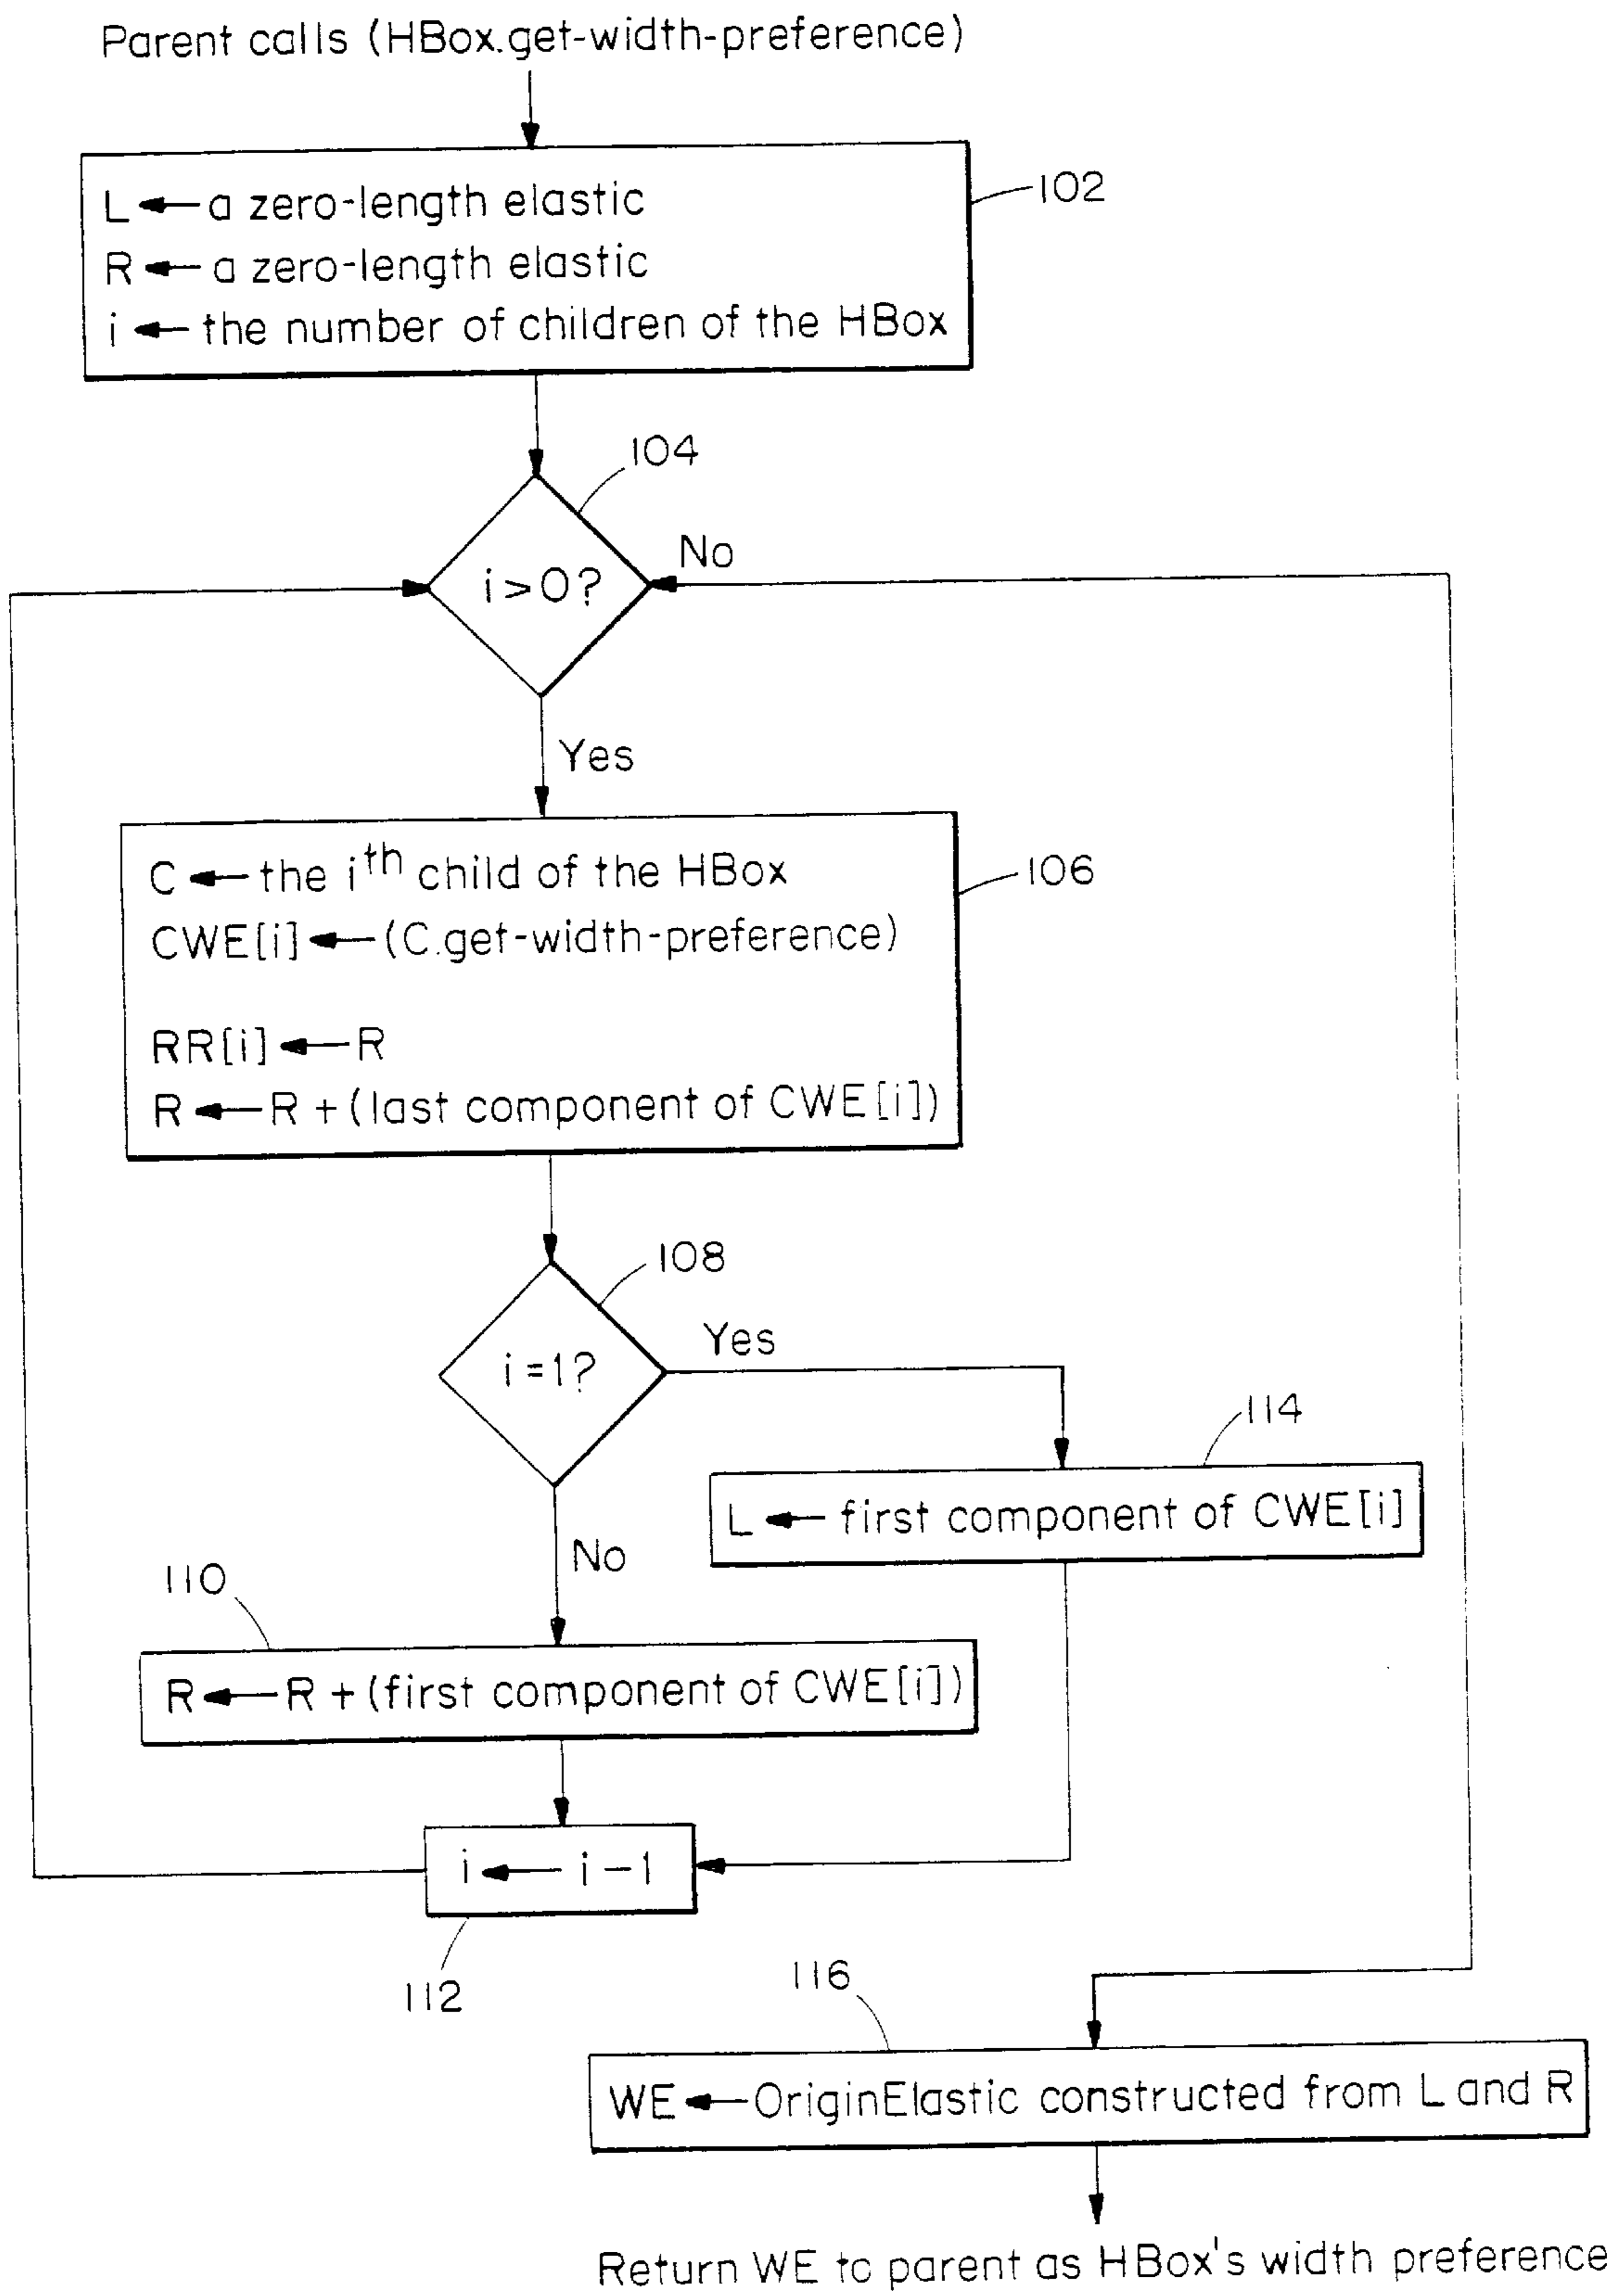 Parent calls (HBox.get-width-preference)
L ← a zero-length elastic
R ← a zero-length elastic
i ← the number of children of the HBox
102
104
i > 0?
No
Yes
C ← the iᵗʰ child of the HBox
CWE[i] ← (C.get-width-preference)
RR[i] ← R
R ← R + (last component of CWE[i])
106
108
i = 1?
Yes
114
L ← first component of CWE[i]
No
110
R ← R + (first component of CWE[i])
i ← i - 1
112
116
WE ← OriginElastic constructed from L and R
Return WE to parent as HBox's width preference